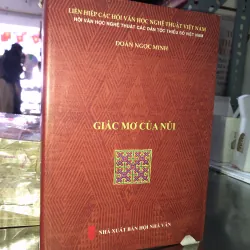 LIÊN HIỆP CÁC HỘI VĂN HỌC NGHỆ THUẬT VIỆT NAM
HỘI VĂN HỌC NGHỆ THUẬT CÁC DÂN TỘC THIỂU SỐ VIỆT NAM
ĐOÀN NGỌC MINH
GIẤC MƠ CỦA NÚI
NHÀ XUẤT BẢN HỘI NHÀ VĂN